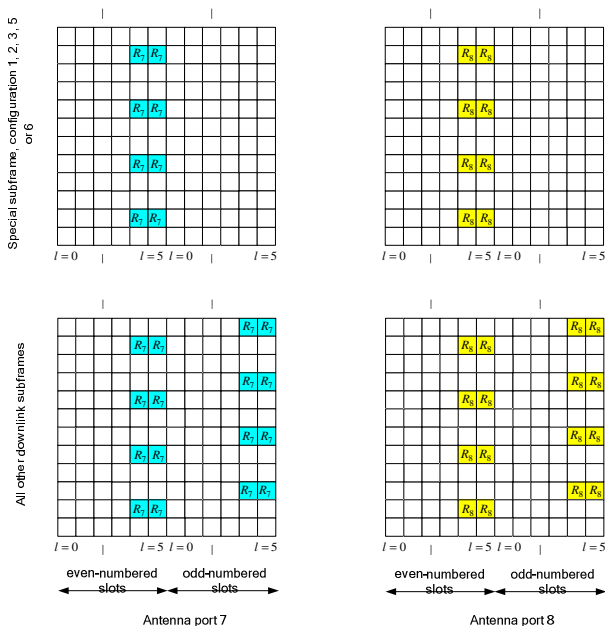 Special subframe, configuration 1, 2, 3, 5
or 6
R7 R7 R8 R8
R7 R7 R8 R8
R7 R7 R8 R8
R7 R7 R8 R8
l = 0 l = 5 l = 0 l = 5 l = 0 l = 5 l = 0 l = 5
All other downlink subframes
R7 R7 R8 R8
R7 R7 R8 R8
R7 R7 R8 R8
R7 R7 R8 R8
R7 R7 R8 R8
R7 R7 R8 R8
R7 R7 R8 R8
R7 R7 R8 R8
l = 0 l = 5 l = 0 l = 5 l = 0 l = 5 l = 0 l = 5
even-numbered slots odd-numbered slots even-numbered slots odd-numbered slots
Antenna port 7 Antenna port 8